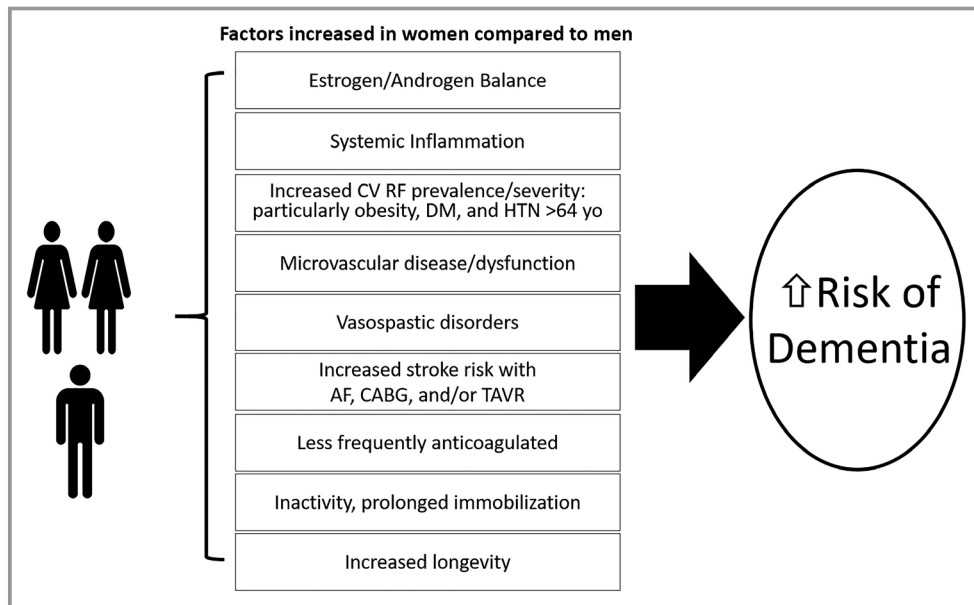 Factors increased in women compared to men
Estrogen/Androgen Balance
Systemic Inflammation
Increased CV RF prevalence/severity:
particularly obesity, DM, and HTN >64 yo
Microvascular disease/dysfunction
Vasospastic disorders
Increased stroke risk with
AF, CABG, and/or TAVR
Less frequently anticoagulated
Inactivity, prolonged immobilization
Increased longevity
⇧Risk of
Dementia